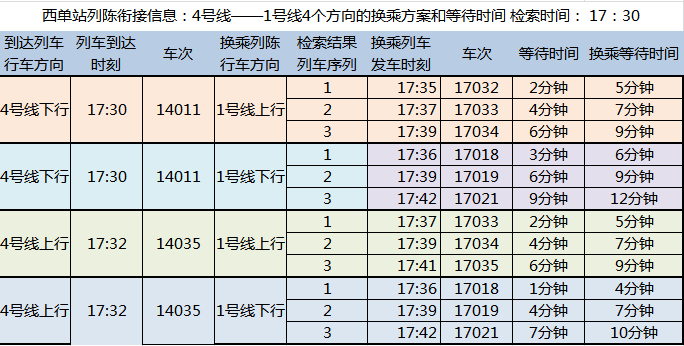 西单站列陈衔接信息：4号线——1号线4个方向的换乘方案和等待时间 检索时间： 17：30
到达列车行车方向 列车到达时刻 车次 换乘列陈行车方向 检索结果列车序列 换乘列车发车时刻 车次 等待时间 换乘等待时间
4号线下行 17:30 14011 1号线上行 1 17:35 17032 2分钟 5分钟
2 17:37 17033 4分钟 7分钟
3 17:39 17034 6分钟 9分钟
4号线下行 17:30 14011 1号线下行 1 17:36 17018 3分钟 6分钟
2 17:39 17019 6分钟 9分钟
3 17:42 17021 9分钟 12分钟
4号线上行 17:32 14035 1号线上行 1 17:37 17033 2分钟 5分钟
2 17:39 17034 4分钟 7分钟
3 17:41 17035 6分钟 9分钟
4号线上行 17:32 14035 1号线下行 1 17:36 17018 1分钟 4分钟
2 17:39 17019 4分钟 7分钟
3 17:42 17021 7分钟 10分钟